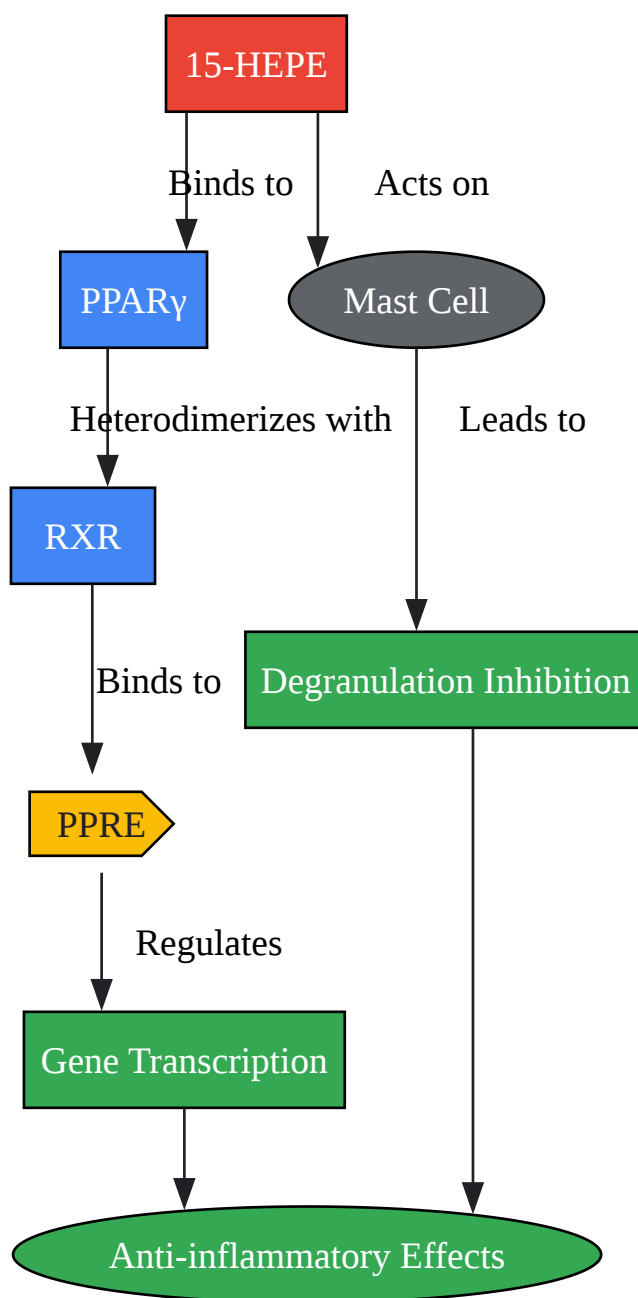 15-HEPE
Binds to
Acts on
PPARγ
Mast Cell
Heterodimerizes with
Leads to
RXR
Binds to
Degranulation Inhibition
PPRE
Regulates
Gene Transcription
Anti-inflammatory Effects